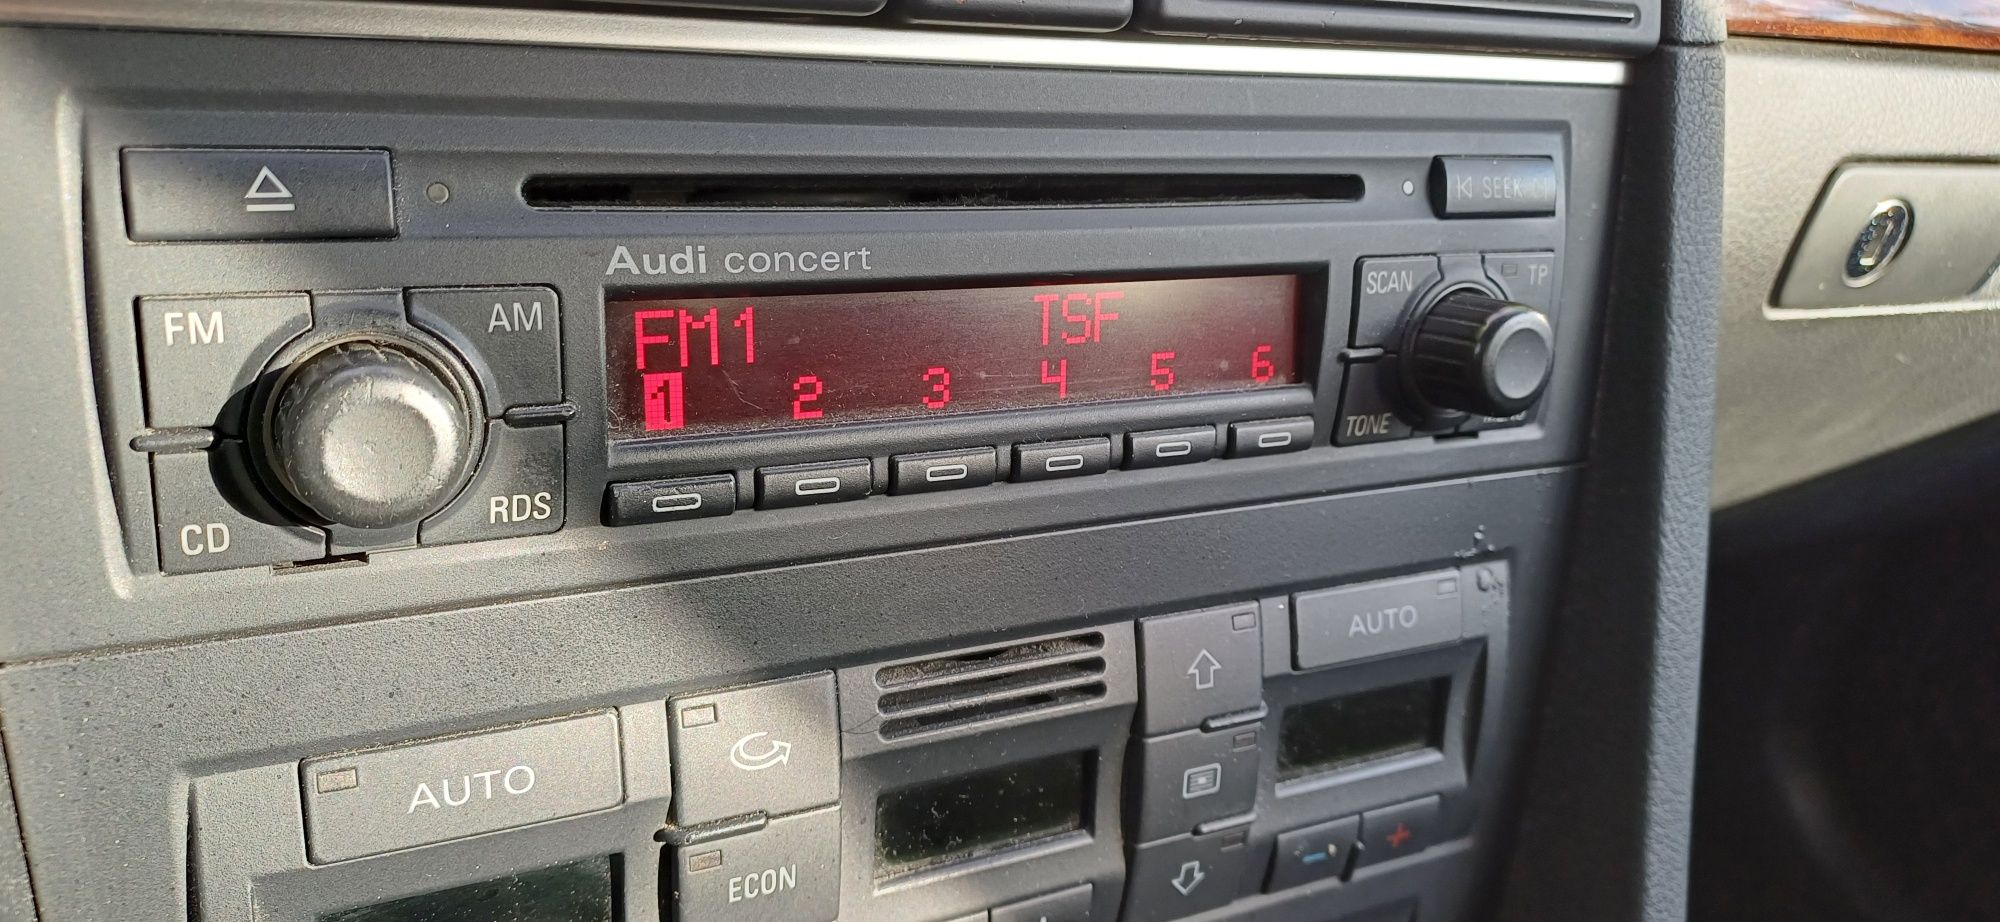 SEEK
Audi concert
FM
AM
FM1 TSF
SCAN
TP
1 2 3 4 5 6
CD
RDS
TONE
AUTO
AUTO
ECON